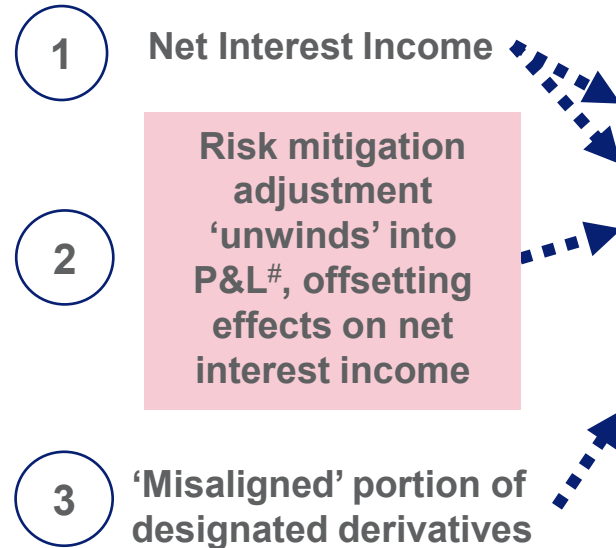 1
Net Interest Income
Risk mitigation
adjustment
‘unwinds’ into
P&L#, offsetting
effects on net
interest income
2
3
‘Misaligned’ portion of
designated derivatives